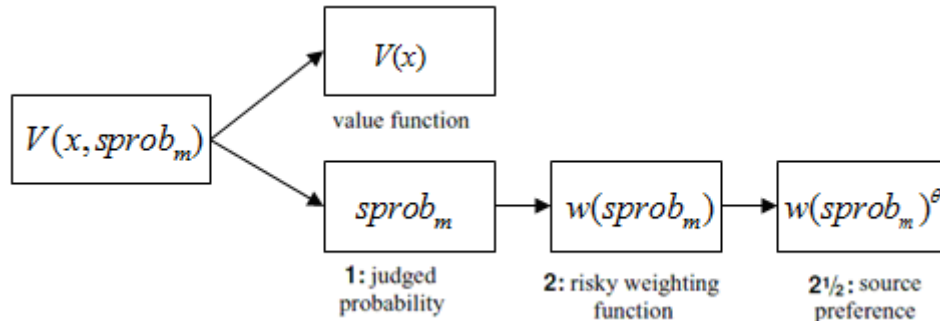 V(x)
value function
V(x, sprob_m)
sprob_m
w(sprob_m)
w(sprob_m)^θ
1: judged
probability
2: risky weighting
function
2½: source
preference